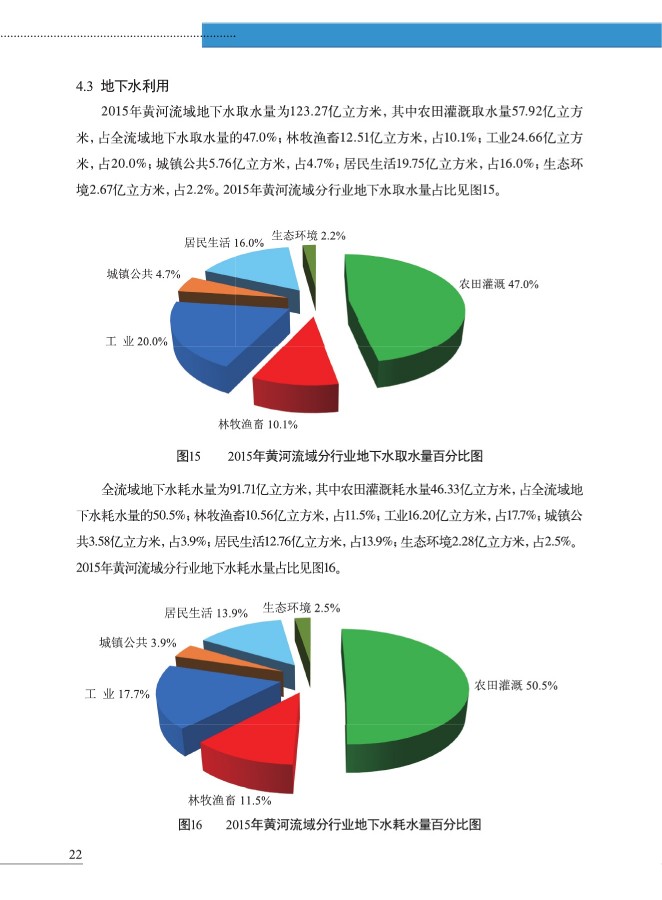 4.3 地下水利用
2015年黄河流域地下水取水量为123.27亿立方米，其中农田灌溉取水量57.92亿立方
米，占全流域地下水取水量的47.0%；林牧渔畜12.51亿立方米，占10.1%；工业24.66亿立方
米，占20.0%；城镇公共5.76亿立方米，占4.7%；居民生活19.75亿立方米，占16.0%；生态环
境2.67亿立方米，占2.2%。2015年黄河流域分行业地下水取水量占比见图15。
生态环境 2.2%
居民生活 16.0%
城镇公共 4.7%
农田灌溉 47.0%
工 业 20.0%
林牧渔畜 10.1%
图15 2015年黄河流域分行业地下水取水量百分比图
全流域地下水耗水量为91.71亿立方米，其中农田灌溉耗水量46.33亿立方米，占全流域地
下水耗水量的50.5%；林牧渔畜10.56亿立方米，占11.5%；工业16.20亿立方米，占17.7%；城镇公
共3.58亿立方米，占3.9%；居民生活12.76亿立方米，占13.9%；生态环境2.28亿立方米，占2.5%。
2015年黄河流域分行业地下水耗水量占比见图16。
生态环境 2.5%
居民生活 13.9%
城镇公共 3.9%
农田灌溉 50.5%
工 业 17.7%
林牧渔畜 11.5%
图16 2015年黄河流域分行业地下水耗水量百分比图
22